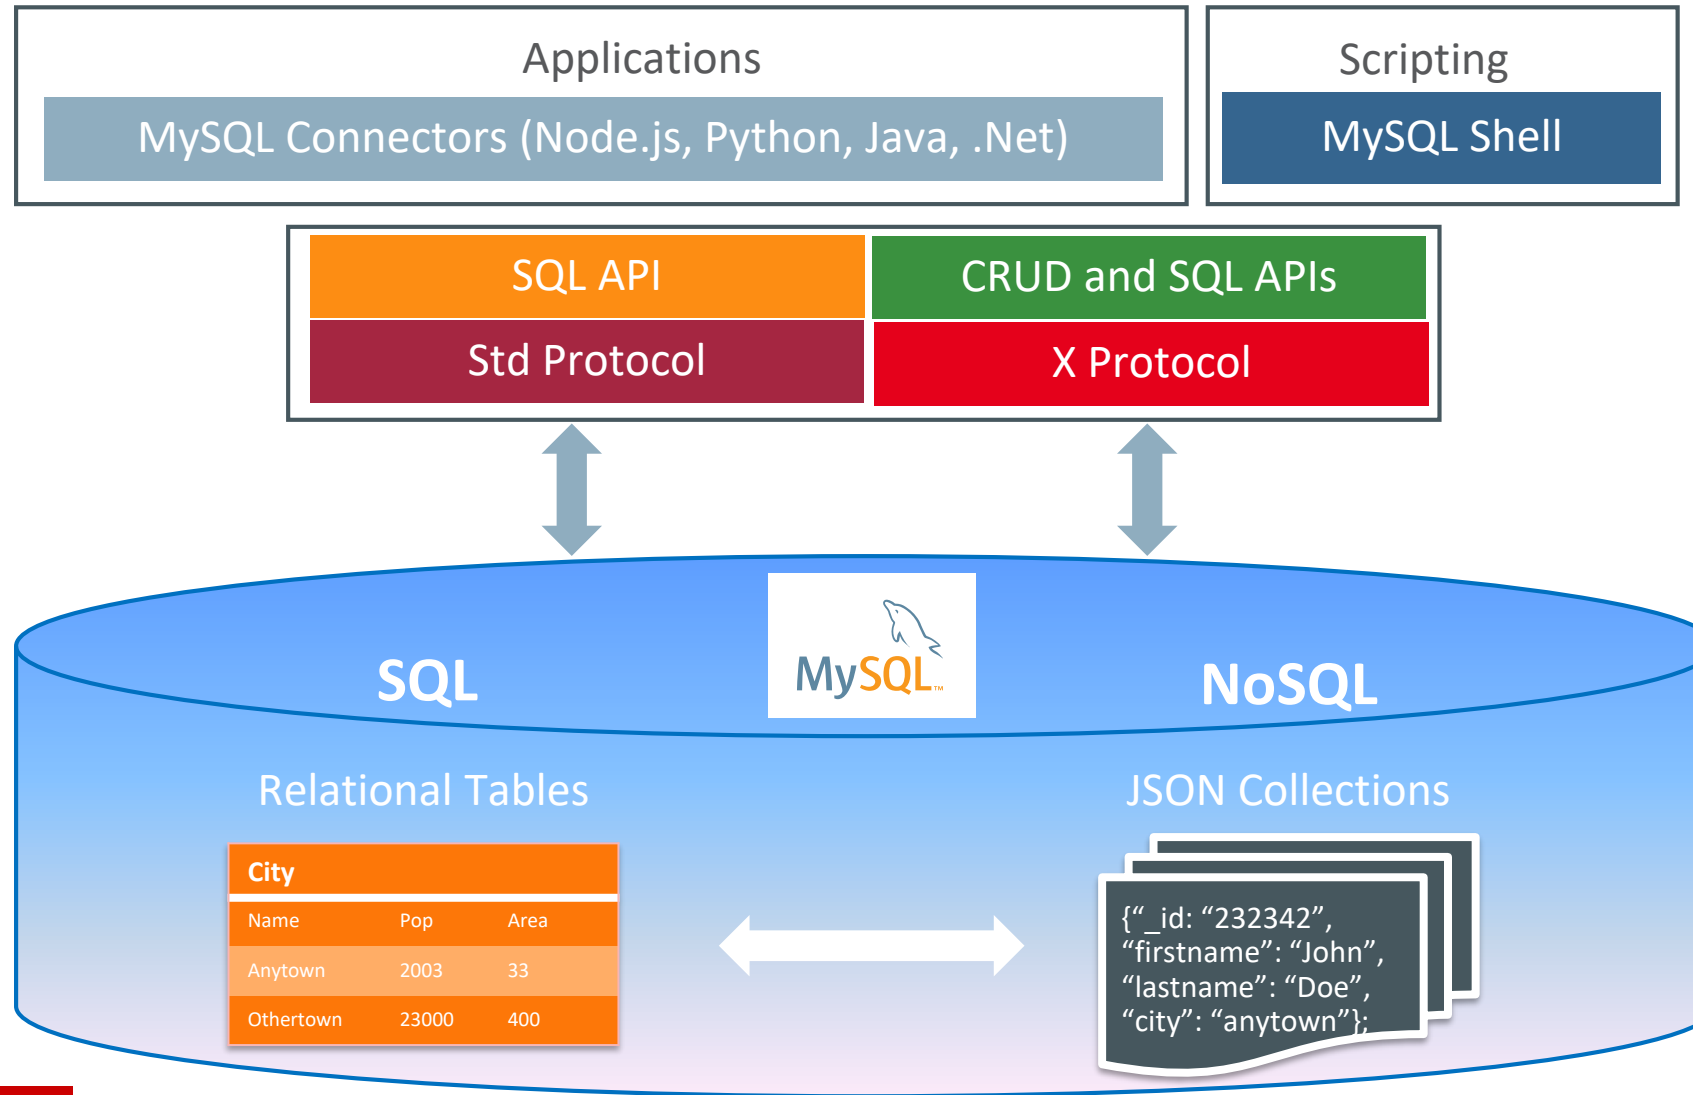 Applications
MySQL Connectors (Node.js, Python, Java, .Net)
Scripting
MySQL Shell
SQL API
CRUD and SQL APIs
Std Protocol
X Protocol
SQL
MySQL™
NoSQL
Relational Tables
JSON Collections
City
Name Pop Area
Anytown 2003 33
Othertown 23000 400
{“_id: “232342”,
“firstname”: “John”,
“lastname”: “Doe”,
“city”: “anytown”};